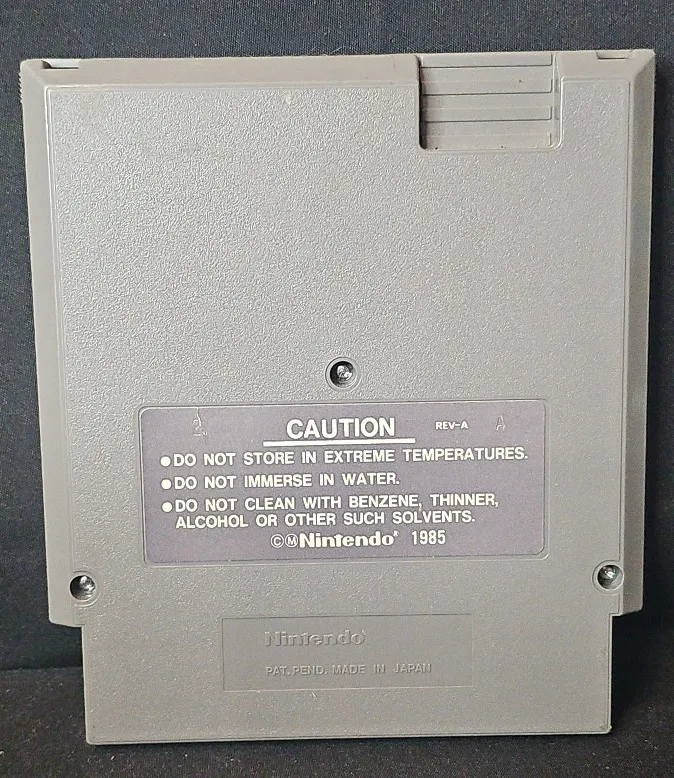 2 CAUTION REV-A A
●DO NOT STORE IN EXTREME TEMPERATURES.
●DO NOT IMMERSE IN WATER.
●DO NOT CLEAN WITH BENZENE, THINNER,
ALCOHOL OR OTHER SUCH SOLVENTS.
©ⓂNintendo® 1985
Nintendo®
PAT. PEND. MADE IN JAPAN